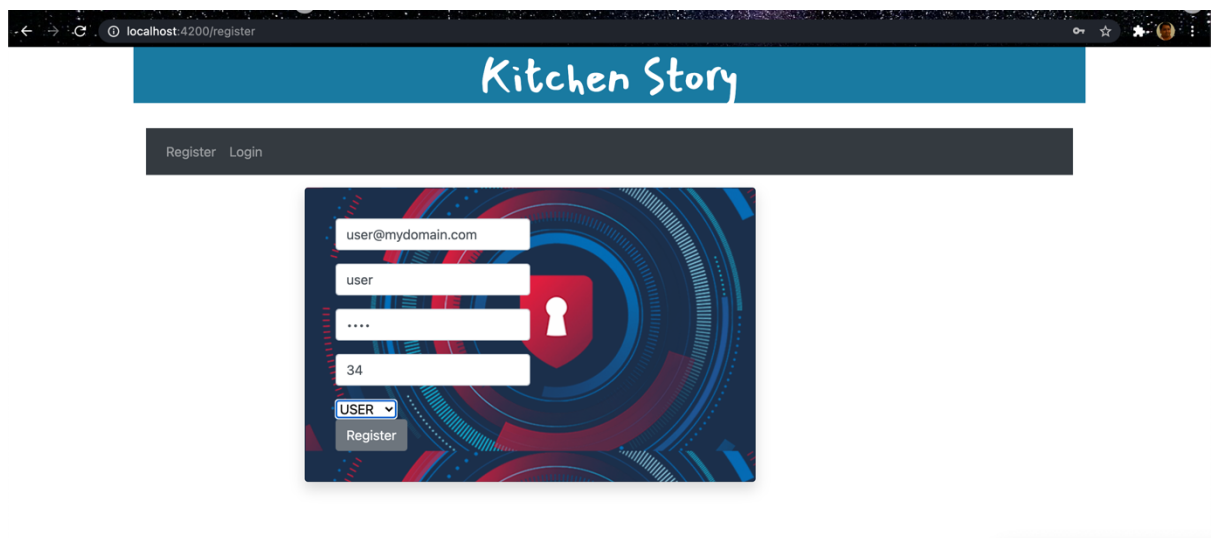 localhost:4200/register
Kitchen Story
Register Login
user@mydomain.com
user
••••
34
USER
Register